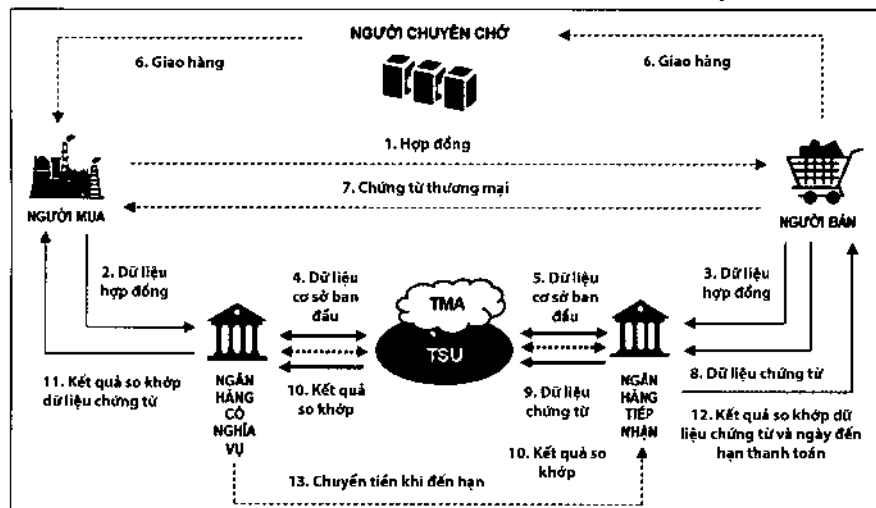 NGƯỜI CHUYÊN CHỞ
6. Giao hàng
6. Giao hàng
1. Hợp đồng
7. Chứng từ thương mại
NGƯỜI MUA
NGƯỜI BÁN
2. Dữ liệu
hợp đồng
4. Dữ liệu
cơ sở ban
đầu
TMA
TSU
5. Dữ liệu
cơ sở ban
đầu
3. Dữ liệu
hợp đồng
11. Kết quả so khớp
dữ liệu chứng từ
NGÂN
HÀNG
CÓ
NGHĨA
VỤ
10. Kết quả
so khớp
9. Dữ liệu
chứng từ
10. Kết quả so
khớp
NGÂN
HÀNG
TIẾP
NHẬN
8. Dữ liệu chứng từ
12. Kết quả so khớp dữ
liệu chứng từ và ngày đến
hạn thanh toán
13. Chuyển tiền khi đến hạn